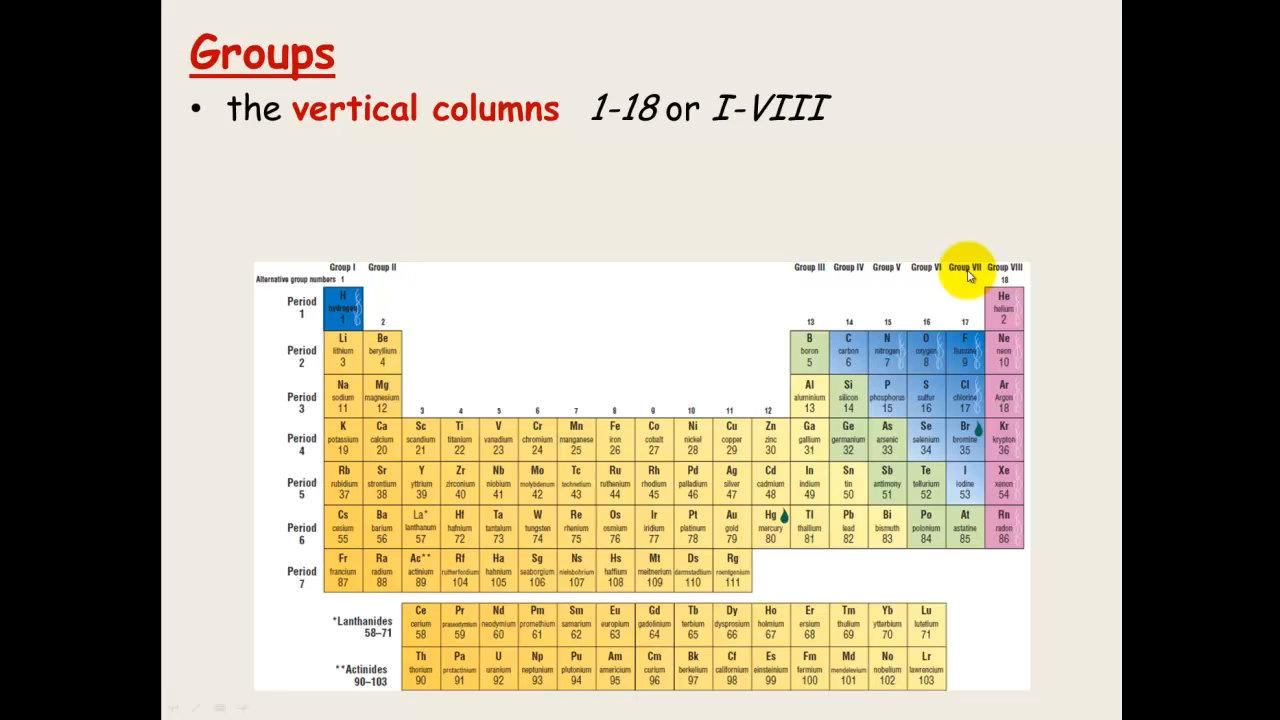 Groups
• the vertical columns 1-18 or I-VIII
Group I Group II Group III Group IV Group V Group VI Group VII Group VIII
Alternative group numbers 1 18
Period 1 H hydrogen 1 He helium 2
2 13 14 15 16 17
Period 2 Li lithium 3 Be beryllium 4 B boron 5 C carbon 6 N nitrogen 7 O oxygen 8 F fluorine 9 Ne neon 10
Period 3 Na sodium 11 Mg magnesium 12 Al aluminium 13 Si silicon 14 P phosphorus 15 S sulfur 16 Cl chlorine 17 Ar Argon 18
3 4 5 6 7 8 9 10 11 12
Period 4 K potassium 19 Ca calcium 20 Sc scandium 21 Ti titanium 22 V vanadium 23 Cr chromium 24 Mn manganese 25 Fe iron 26 Co cobalt 27 Ni nickel 28 Cu copper 29 Zn zinc 30 Ga gallium 31 Ge germanium 32 As arsenic 33 Se selenium 34 Br bromine 35 Kr krypton 36
Period 5 Rb rubidium 37 Sr strontium 38 Y yttrium 39 Zr zirconium 40 Nb niobium 41 Mo molybdenum 42 Tc technetium 43 Ru ruthenium 44 Rh rhodium 45 Pd palladium 46 Ag silver 47 Cd cadmium 48 In indium 49 Sn tin 50 Sb antimony 51 Te tellurium 52 I iodine 53 Xe xenon 54
Period 6 Cs cesium 55 Ba barium 56 La* lanthanum 57 Hf hafnium 72 Ta tantalum 73 W tungsten 74 Re rhenium 75 Os osmium 76 Ir iridium 77 Pt platinum 78 Au gold 79 Hg mercury 80 Tl thallium 81 Pb lead 82 Bi bismuth 83 Po polonium 84 At astatine 85 Rn radon 86
Period 7 Fr francium 87 Ra radium 88 Ac** actinium 89 Rf rutherfordium 104 Ha hahnium 105 Sg seaborgium 106 Ns nielsbohrium 107 Hs haffium 108 Mt meitnerium 109 Ds darmstadtium 110 Rg roentgenium 111
*Lanthanides 58–71 Ce cerium 58 Pr praseodymium 59 Nd neodymium 60 Pm promethium 61 Sm samarium 62 Eu europium 63 Gd gadolinium 64 Tb terbium 65 Dy dysprosium 66 Ho holmium 67 Er ersium 68 Tm thulium 69 Yb ytterbium 70 Lu lutetium 71
**Actinides 90–103 Th thorium 90 Pa protactinium 91 U uranium 92 Np neptunium 93 Pu plutonium 94 Am americium 95 Cm curium 96 Bk berkelium 97 Cf californium 98 Es einsteinium 99 Fm fermium 100 Md mendelevium 101 No nobelium 102 Lr lawrencium 103